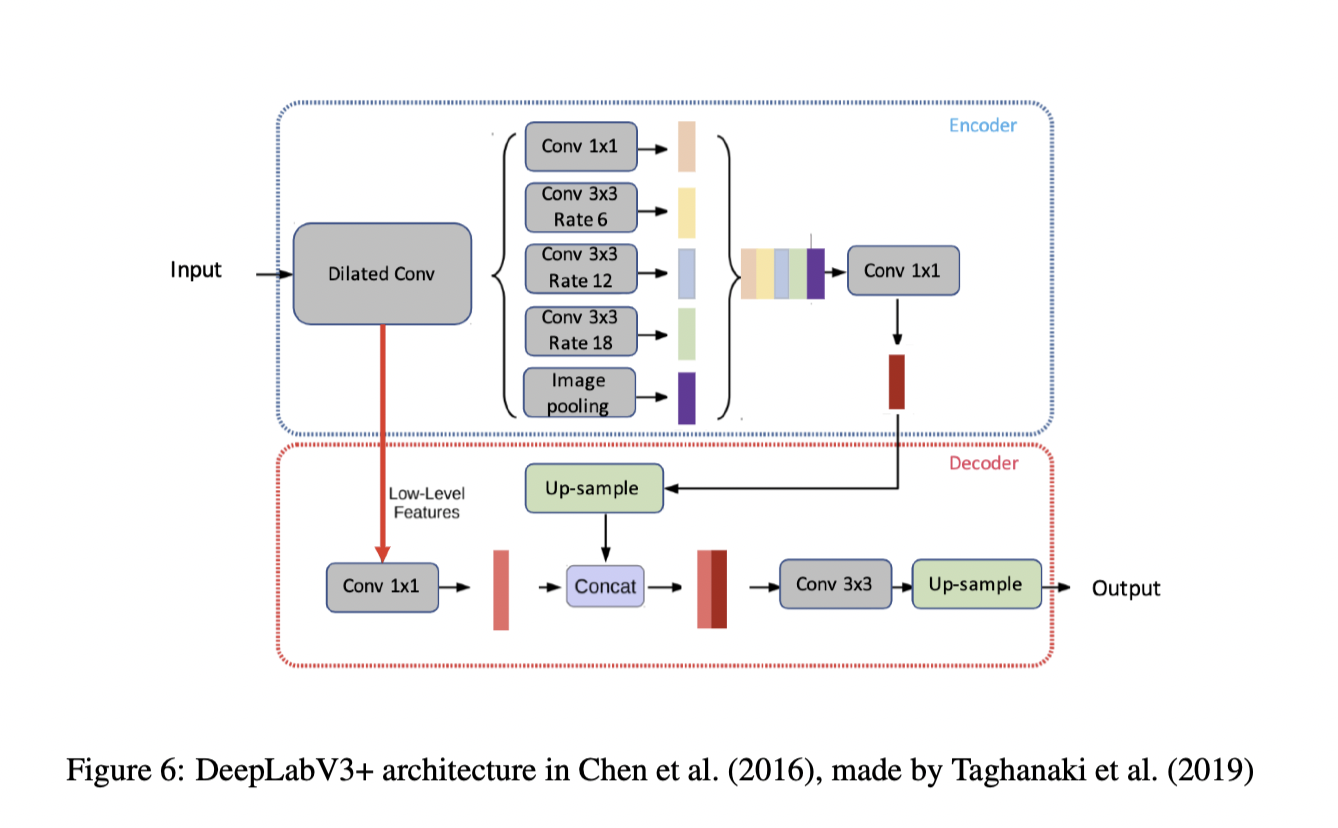 Encoder
Conv 1x1
Conv 3x3
Rate 6
Conv 3x3
Rate 12
Conv 3x3
Rate 18
Image
pooling
Input
Dilated Conv
Conv 1x1
Decoder
Up-sample
Low-Level
Features
Conv 1x1
Concat
Conv 3x3
Up-sample
Output
Figure 6: DeepLabV3+ architecture in Chen et al. (2016), made by Taghanaki et al. (2019)